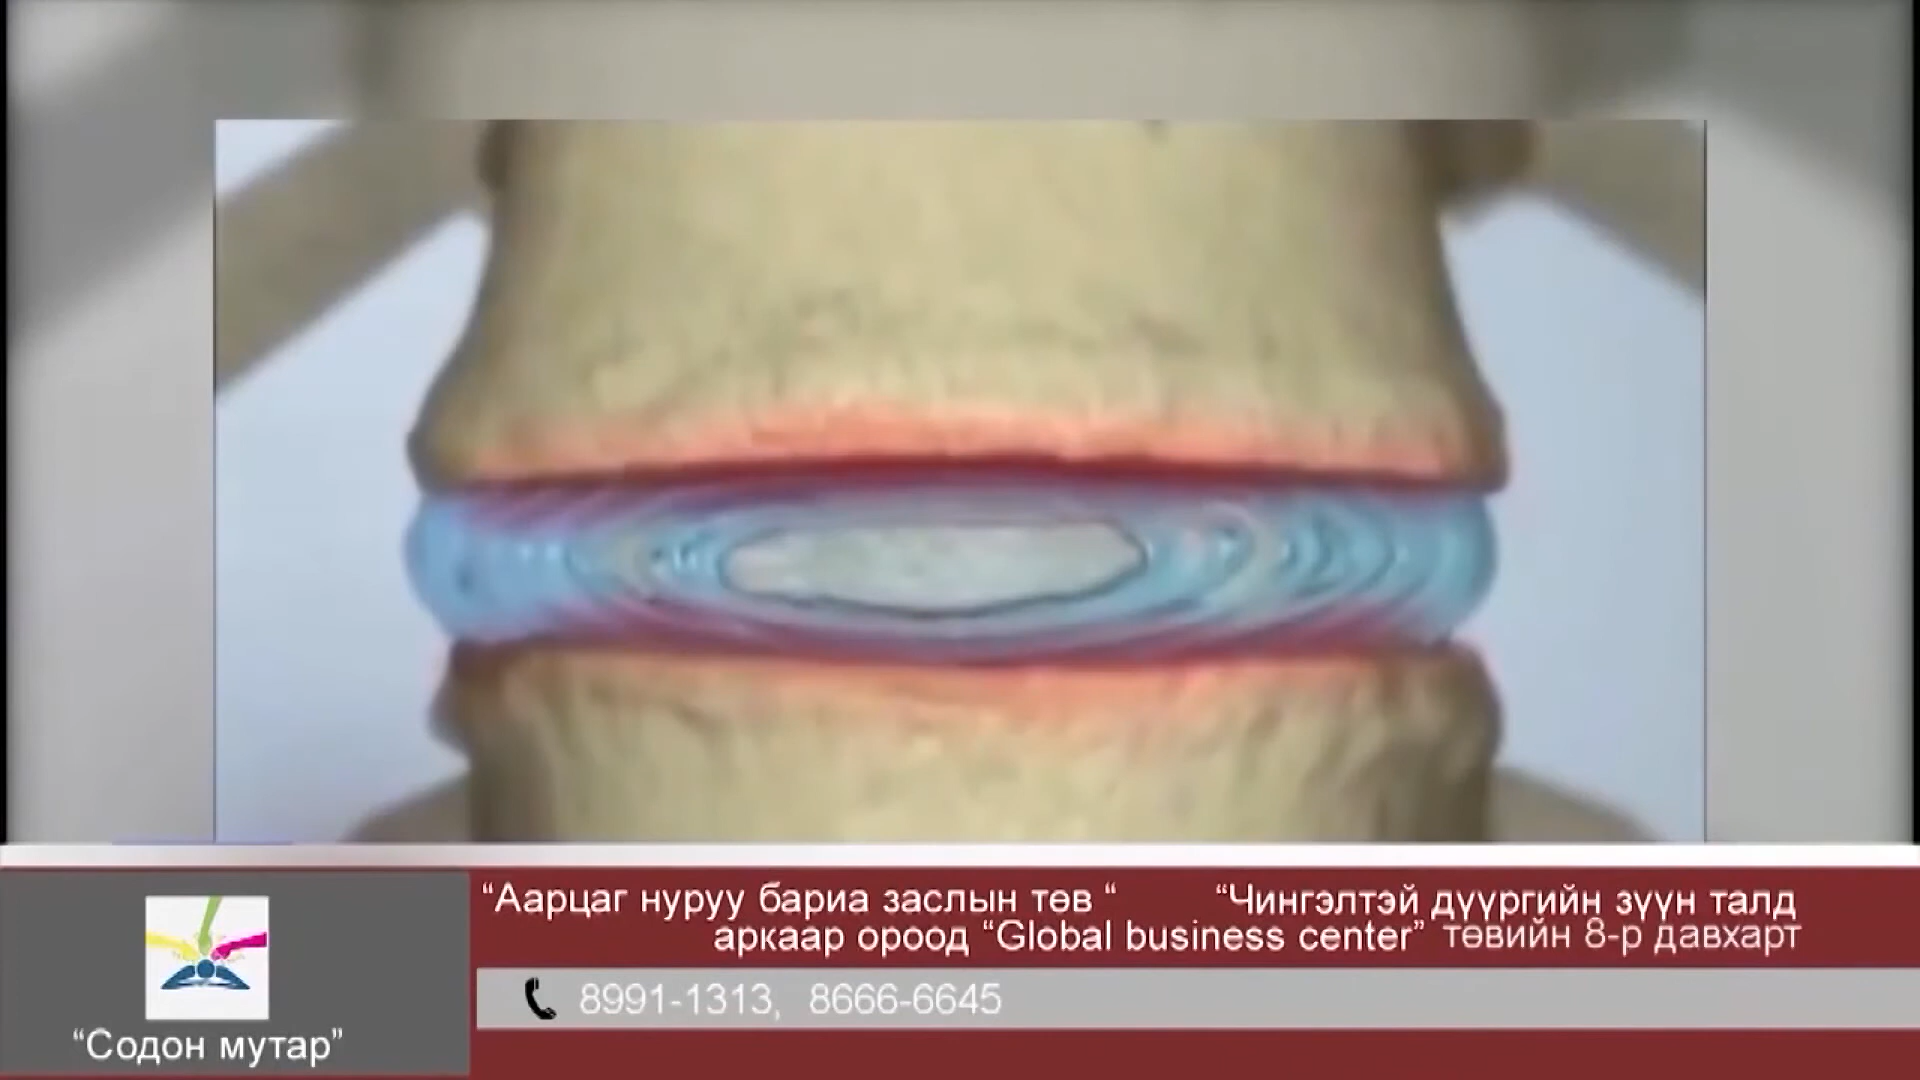 “Аарцаг нуруу бариа заслын төв “ “Чингэлтэй дүүргийн зүүн талд
аркаар ороод “Global business center” төвийн 8-р давхарт
8991-1313, 8666-6645
“Содон мутар”